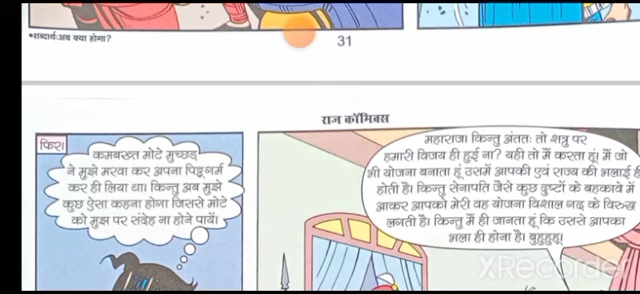 *शब्दार्थ:अब क्या होगा?
31
राज कॉमिक्स
फिर।
कमबख्त मोटे मुच्छड़
ने मुझे मरवा कर अपना पिछूगर्म
कर ही लिया था। किन्तु अब मुझे
कुछ ऐसा कहना होगा जिससे मोटे
को मुझ पर संदेह ना होने पाये।
महाराज। किन्तु अंततः तो शत्रु पर
हमारी विजय ही हुई ना? यही तो मैं करता हूं। मैं जो
भी योजना बनाता हूं उसमें आपकी एवं राज्य की भलाई ही
होती है। किन्तु सेनापति जैसे कुछ दुष्टों के बहकावे में
आकर आपको मेरी वह योजना विशाल गढ़ के विरुद्ध
लगती है। किन्तु मैं ही जानता हूं कि उससे आपका
भला ही होना है। बुहुहुहू।
XRecorder